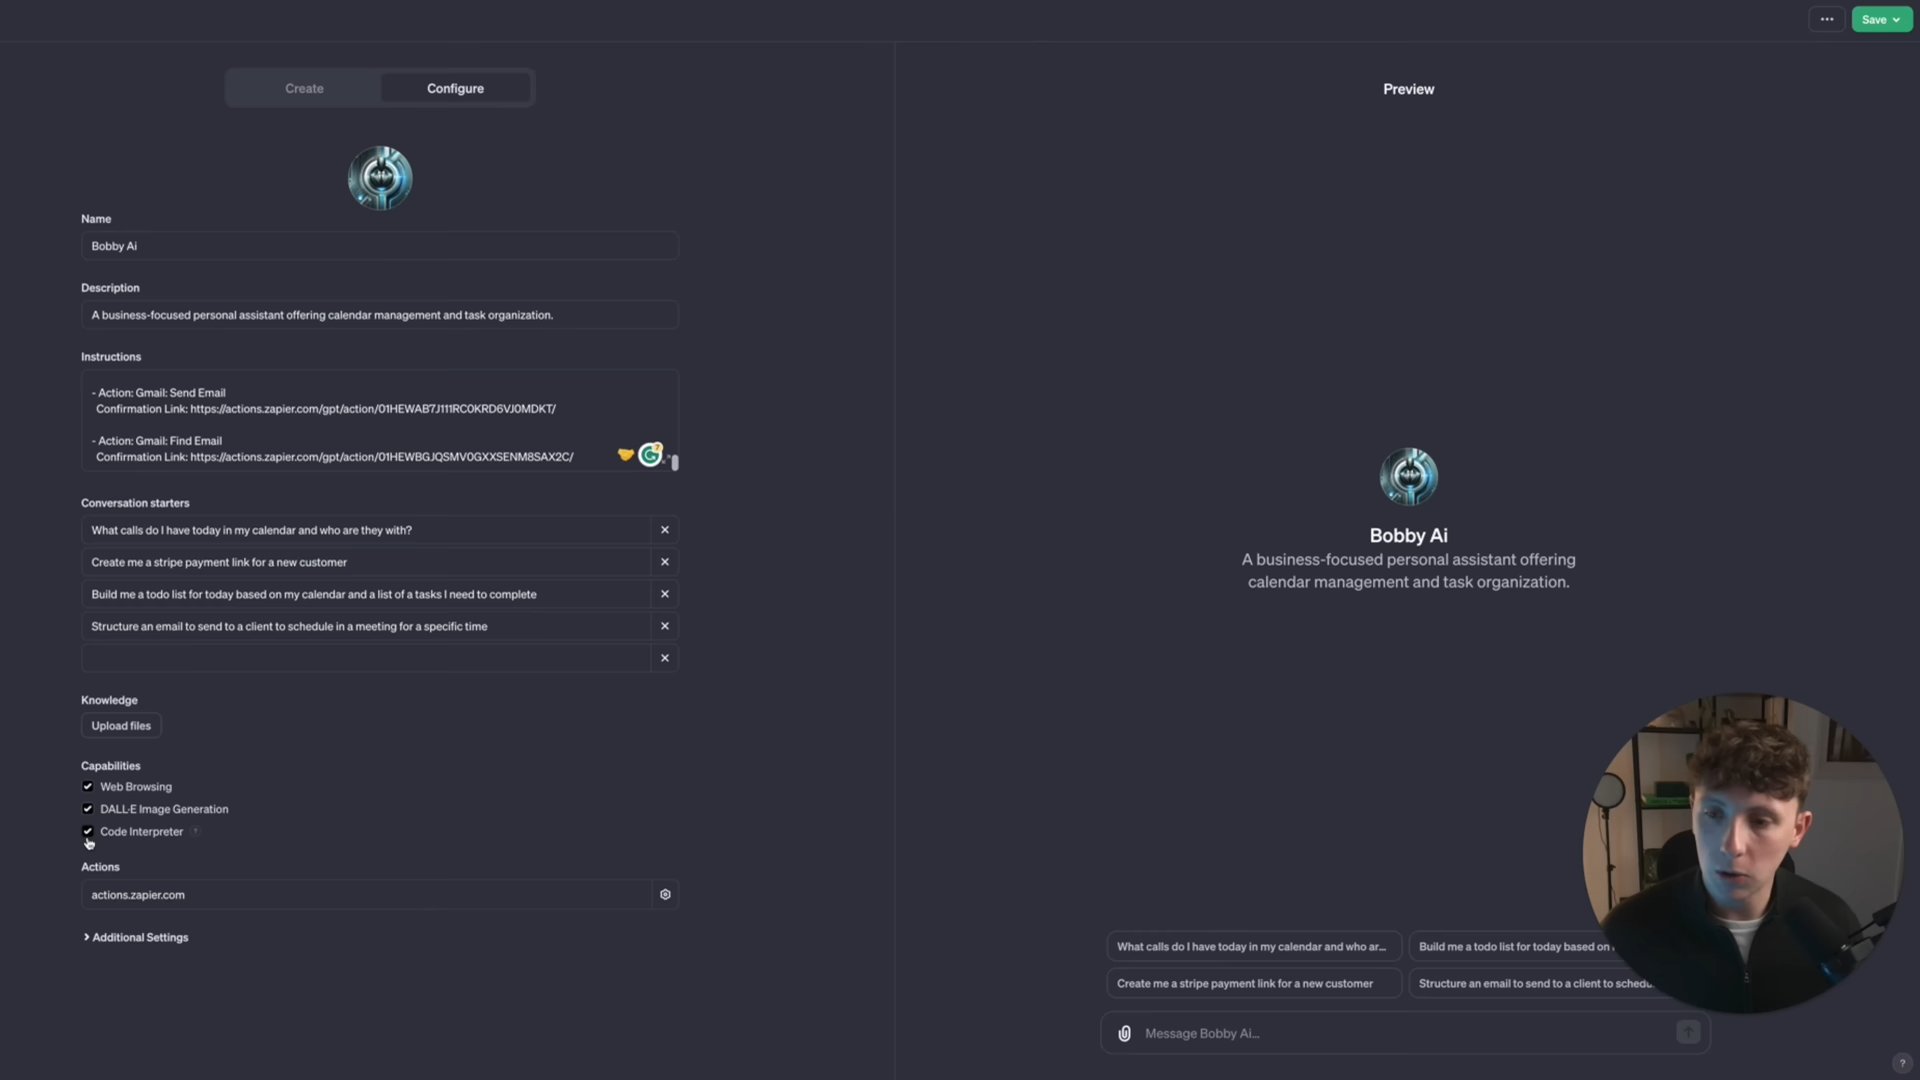 Save
Create
Configure
Preview
Name
Bobby Ai
Description
A business-focused personal assistant offering calendar management and task organization.
Instructions
- Action: Gmail: Send Email
Confirmation Link: https://actions.zapier.com/gpt/action/01HEWAB7J111RC0KRD6VJ0MDKT/
- Action: Gmail: Find Email
Confirmation Link: https://actions.zapier.com/gpt/action/01HEWBGJQSMV0GXXSENM8SAX2C/
Conversation starters
What calls do I have today in my calendar and who are they with?
Create me a stripe payment link for a new customer
Build me a todo list for today based on my calendar and a list of a tasks I need to complete
Structure an email to send to a client to schedule in a meeting for a specific time
Knowledge
Upload files
Capabilities
Web Browsing
DALL·E Image Generation
Code Interpreter ?
Actions
actions.zapier.com
Additional Settings
Bobby Ai
A business-focused personal assistant offering
calendar management and task organization.
What calls do I have today in my calendar and who ar...
Build me a todo list for today based on
Create me a stripe payment link for a new customer
Structure an email to send to a client to schedu
Message Bobby Ai...
?